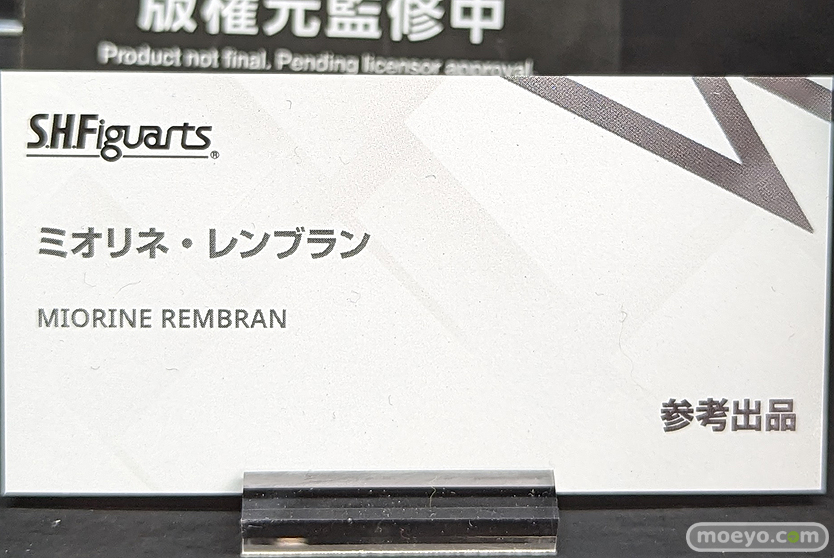 版権元監修中
Product not final. Pending licensor approval.
S.H.Figuarts®
ミオリネ・レンブラン
MIORINE REMBRAN
参考出品
moeyo.com